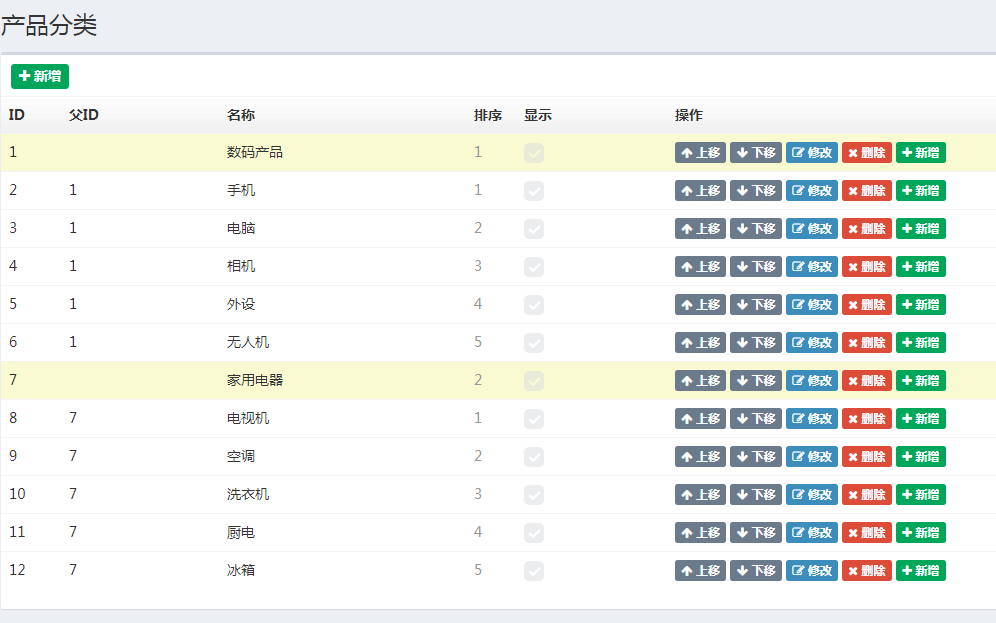 产品分类
新增
ID 父ID 名称 排序 显示 操作
1 数码产品 1 上移 下移 修改 删除 新增
2 1 手机 1 上移 下移 修改 删除 新增
3 1 电脑 2 上移 下移 修改 删除 新增
4 1 相机 3 上移 下移 修改 删除 新增
5 1 外设 4 上移 下移 修改 删除 新增
6 1 无人机 5 上移 下移 修改 删除 新增
7 家用电器 2 上移 下移 修改 删除 新增
8 7 电视机 1 上移 下移 修改 删除 新增
9 7 空调 2 上移 下移 修改 删除 新增
10 7 洗衣机 3 上移 下移 修改 删除 新增
11 7 厨电 4 上移 下移 修改 删除 新增
12 7 冰箱 5 上移 下移 修改 删除 新增